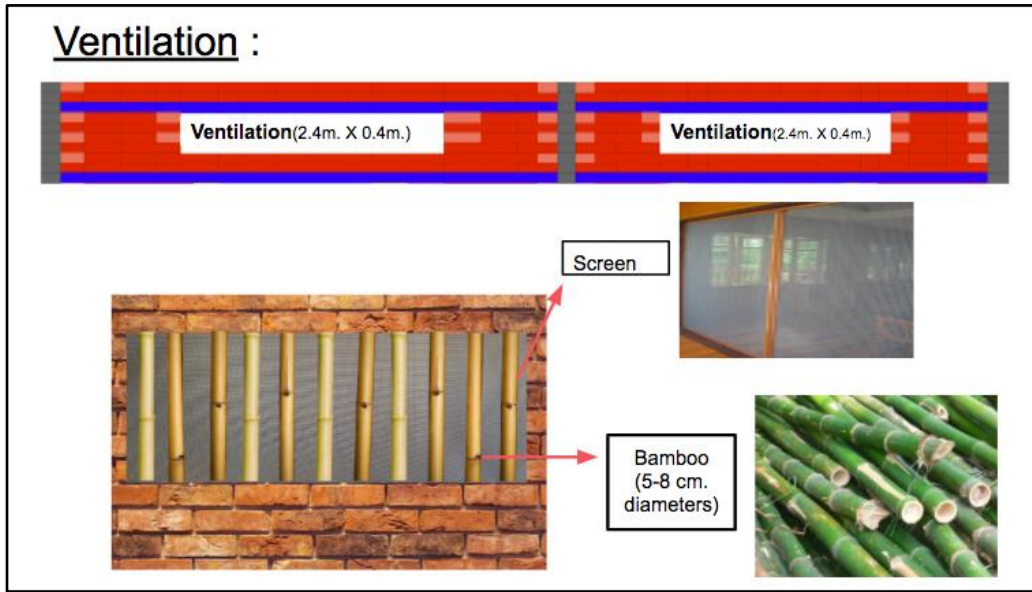 Ventilation :
Ventilation(2.4m. X 0.4m.)
Ventilation(2.4m. X 0.4m.)
Screen
Bamboo
(5-8 cm.
diameters)